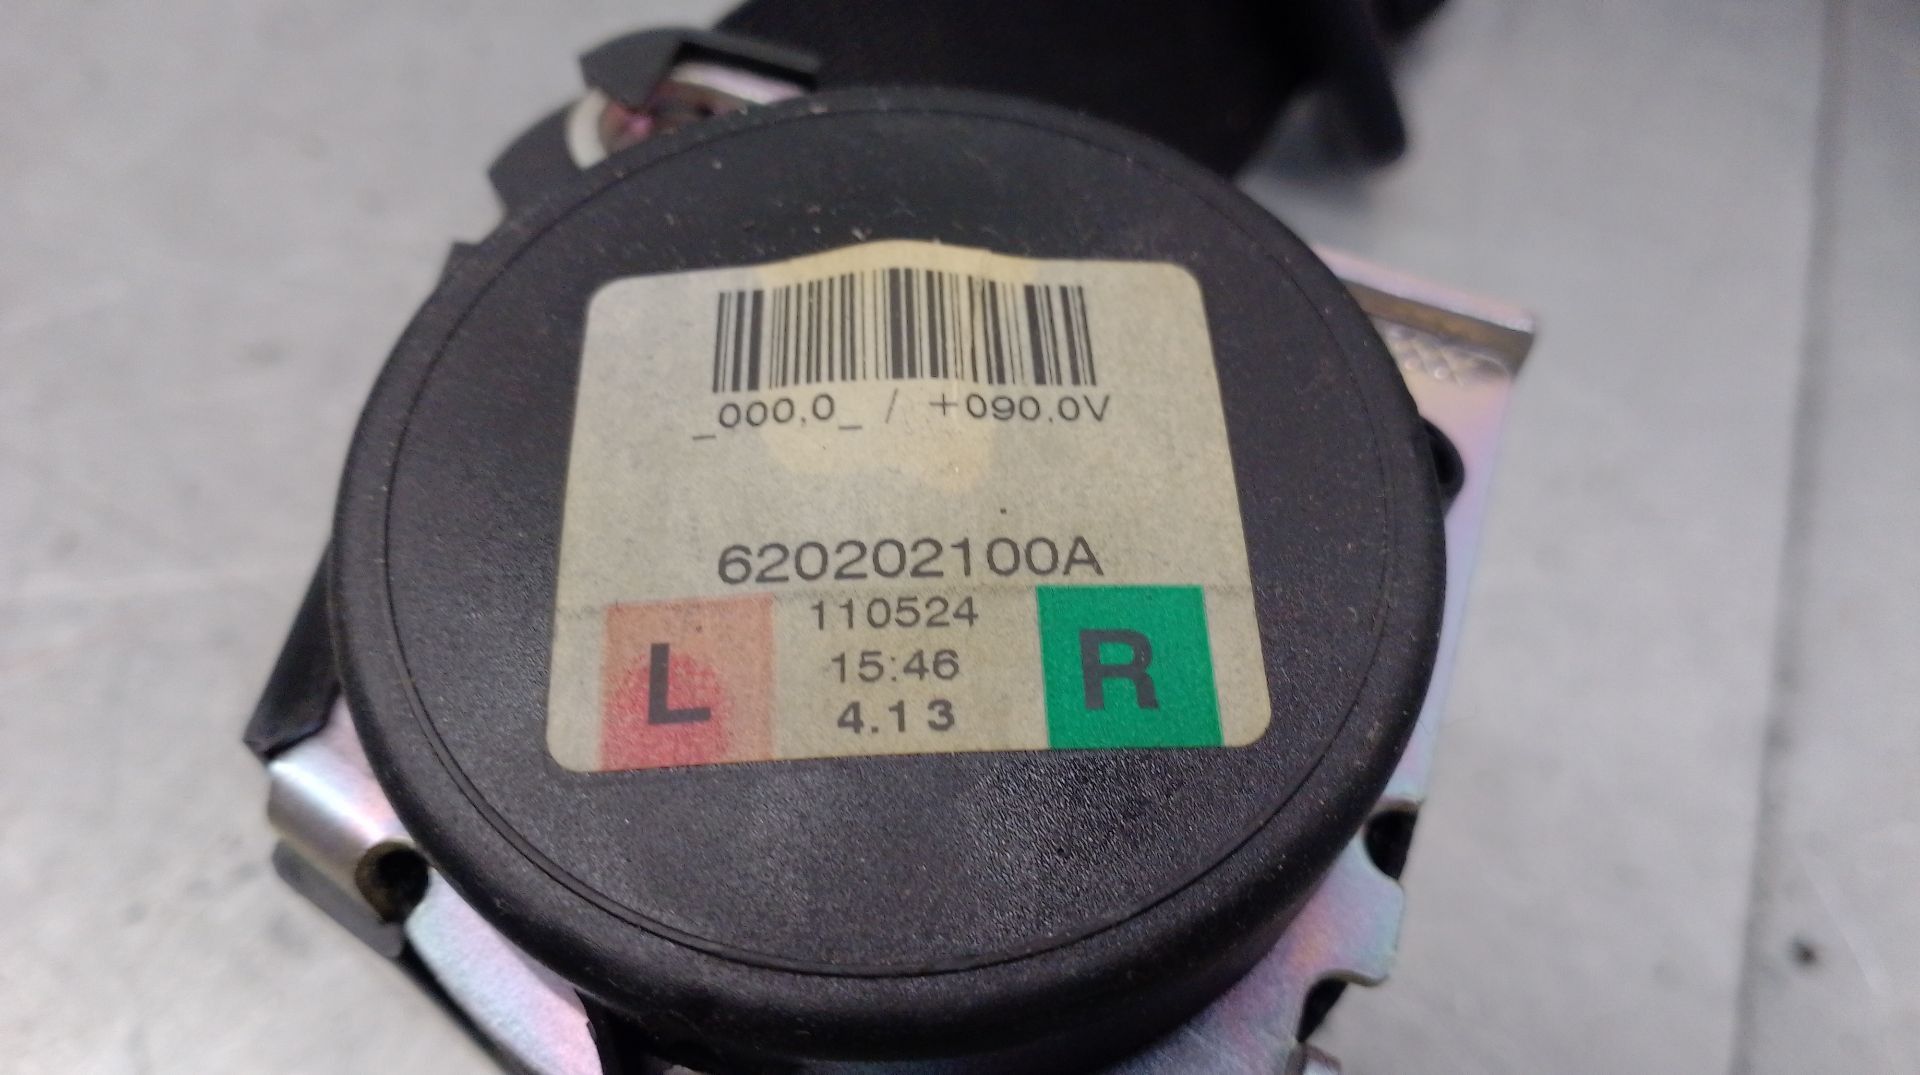 _000,0_ / +090,0V
620202100A
110524
L
R
15:46
4.13